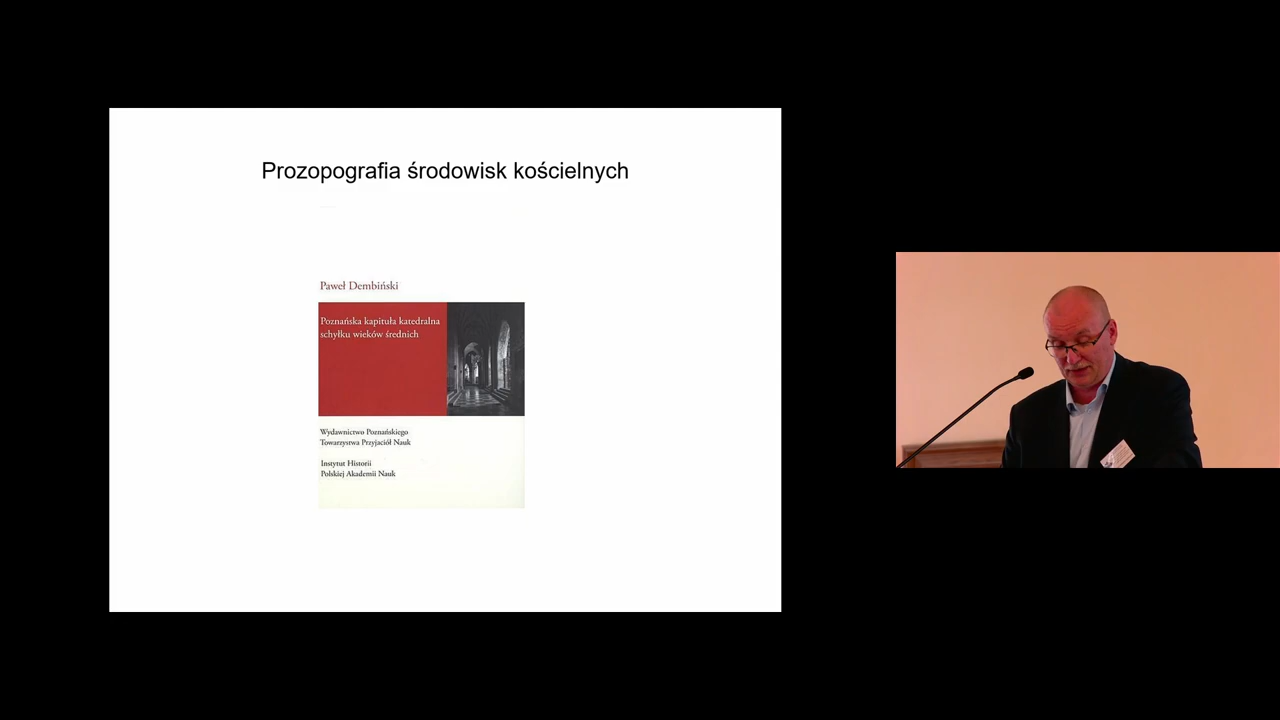 Prozopografia środowisk kościelnych
Paweł Dembiński
Poznańska kapituła katedralna
schyłku wieków średnich
Wydawnictwo Poznańskiego
Towarzystwa Przyjaciół Nauk
Instytut Historii
Polskiej Akademii Nauk